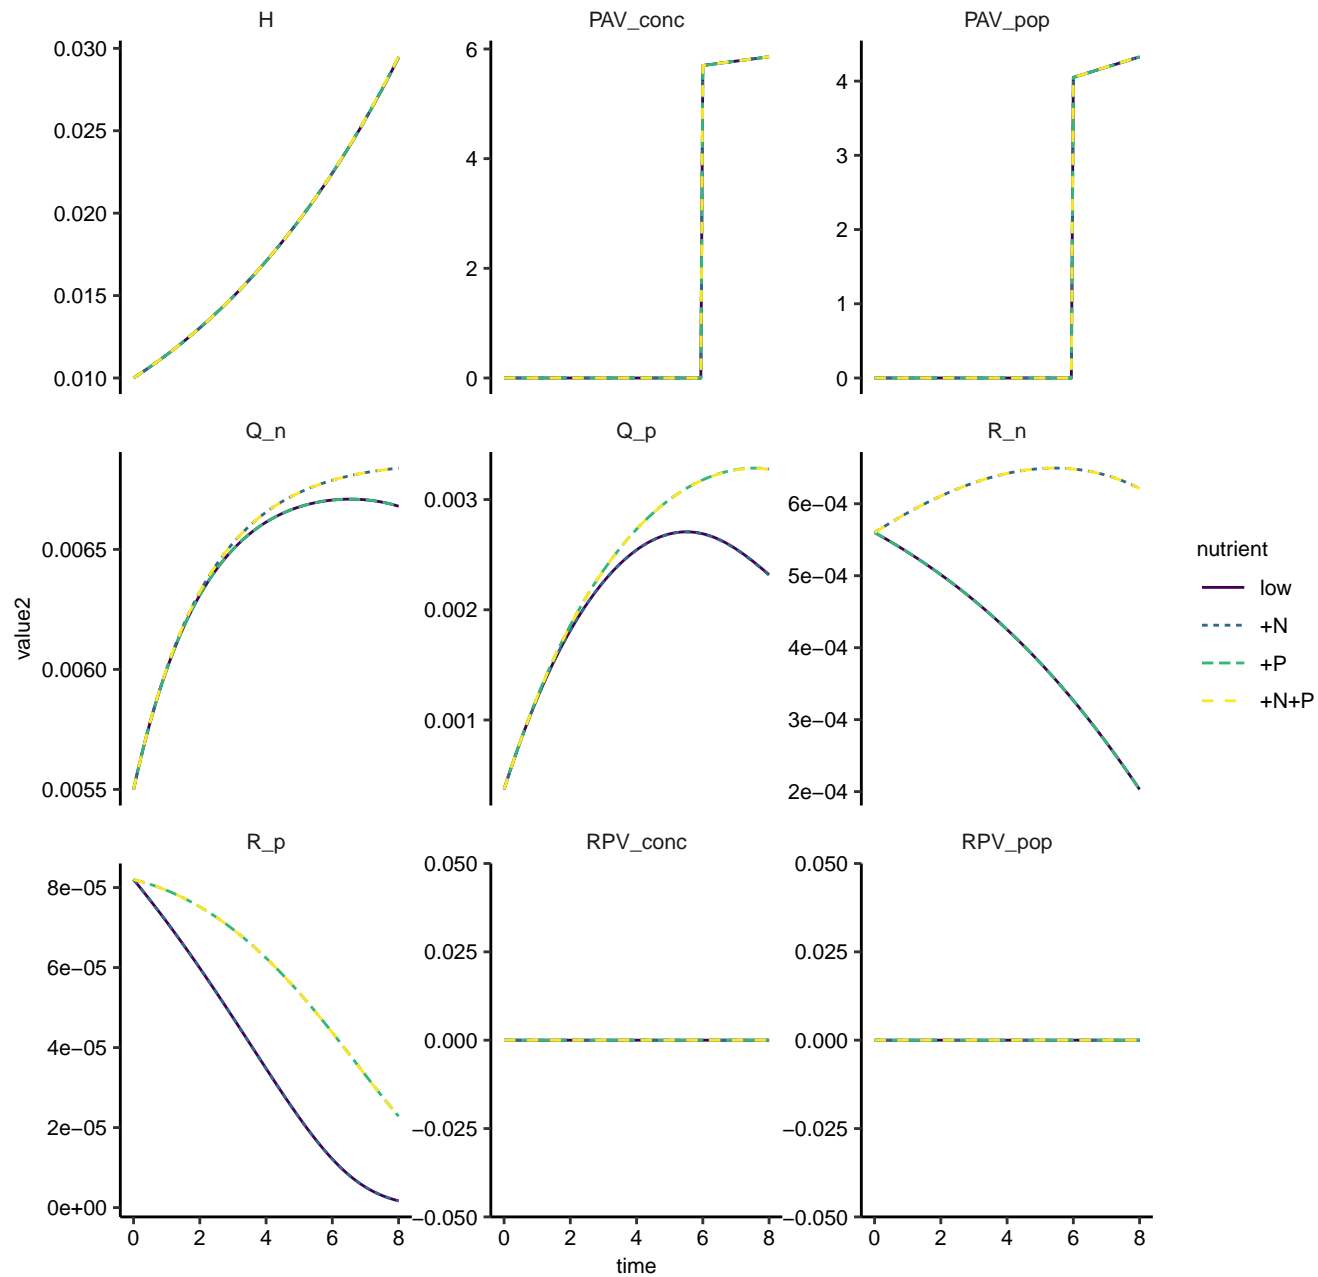 H
PAV_conc
PAV_pop
0.030
0.025
0.020
0.015
0.010
6
4
2
0
4
3
2
1
0
Q_n
Q_p
R_n
0.0065
0.0060
0.0055
0.003
0.002
0.001
6e−04
5e−04
4e−04
3e−04
2e−04
R_p
RPV_conc
RPV_pop
8e−05
6e−05
4e−05
2e−05
0e+00
0.050
0.025
0.000
−0.025
−0.050
0.050
0.025
0.000
−0.025
−0.050
0 2 4 6 8
0 2 4 6 8
0 2 4 6 8
time
value2
nutrient
low
+N
+P
+N+P